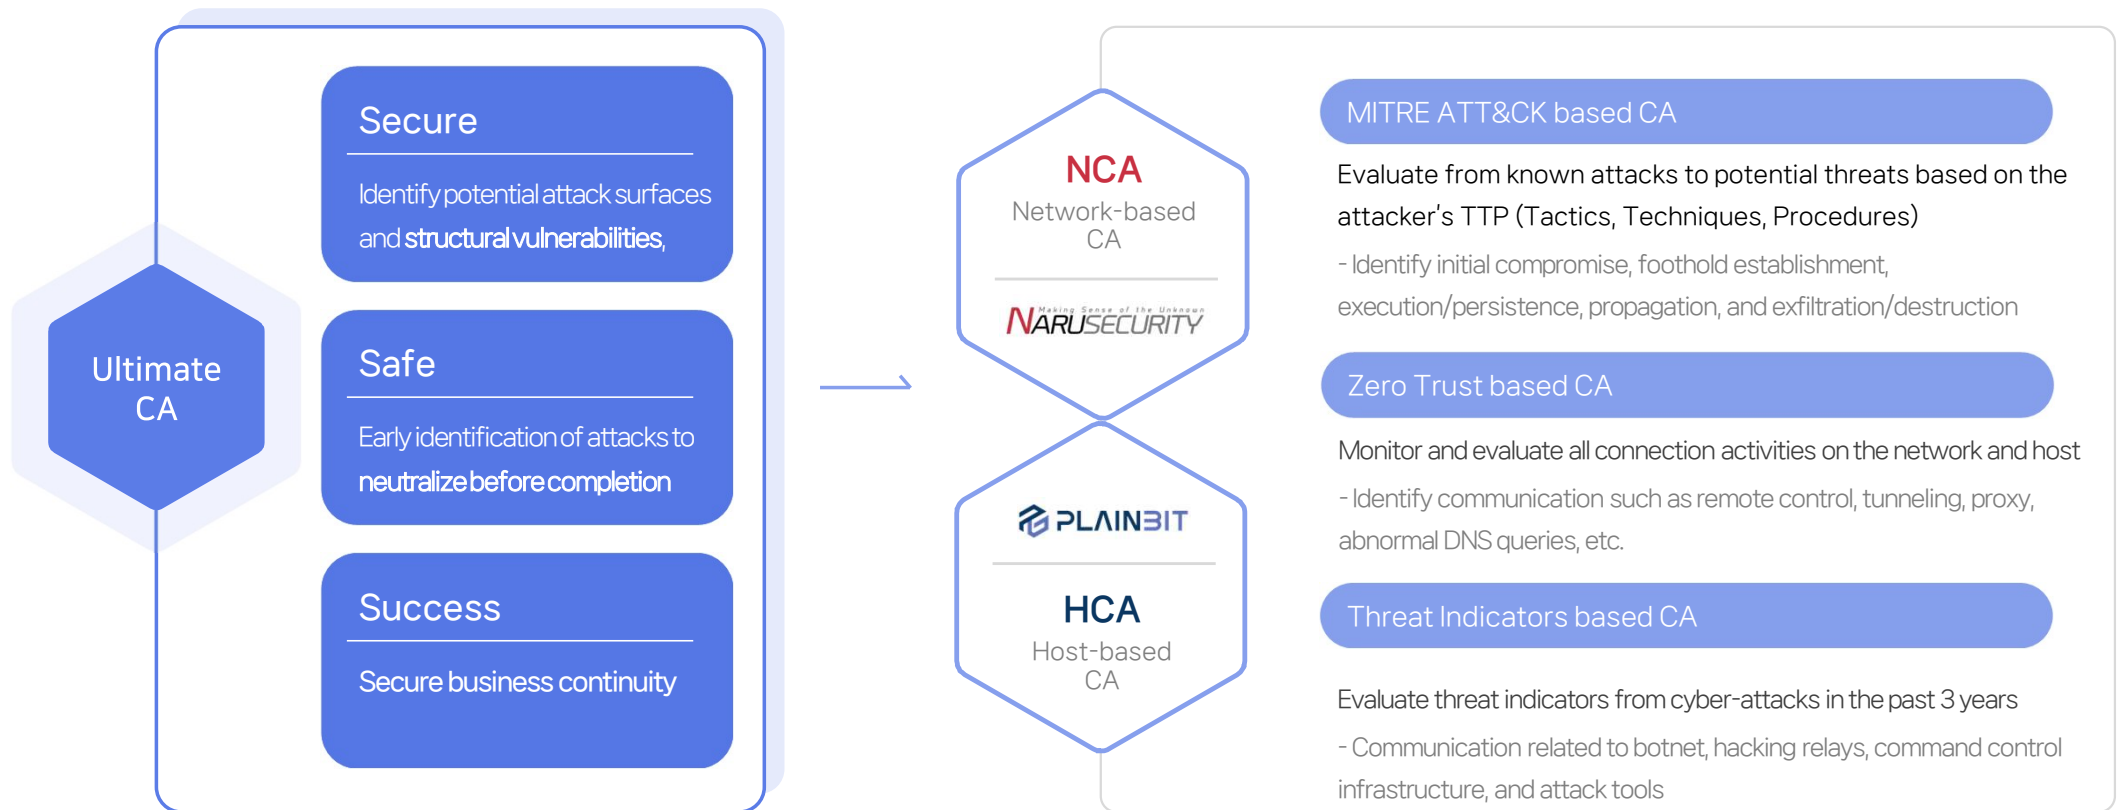 Ultimate
CA
Secure
Identify potential attack surfaces
and structural vulnerabilities,
Safe
Early identification of attacks to
neutralize before completion
Success
Secure business continuity
NCA
Network-based
CA
Making Sense of the Unknown
NARUSECURITY
PLAINBIT
HCA
Host-based
CA
MITRE ATT&CK based CA
Evaluate from known attacks to potential threats based on the
attacker's TTP (Tactics, Techniques, Procedures)
- Identify initial compromise, foothold establishment,
execution/persistence, propagation, and exfiltration/destruction
Zero Trust based CA
Monitor and evaluate all connection activities on the network and host
- Identify communication such as remote control, tunneling, proxy,
abnormal DNS queries, etc.
Threat Indicators based CA
Evaluate threat indicators from cyber-attacks in the past 3 years
- Communication related to botnet, hacking relays, command control
infrastructure, and attack tools